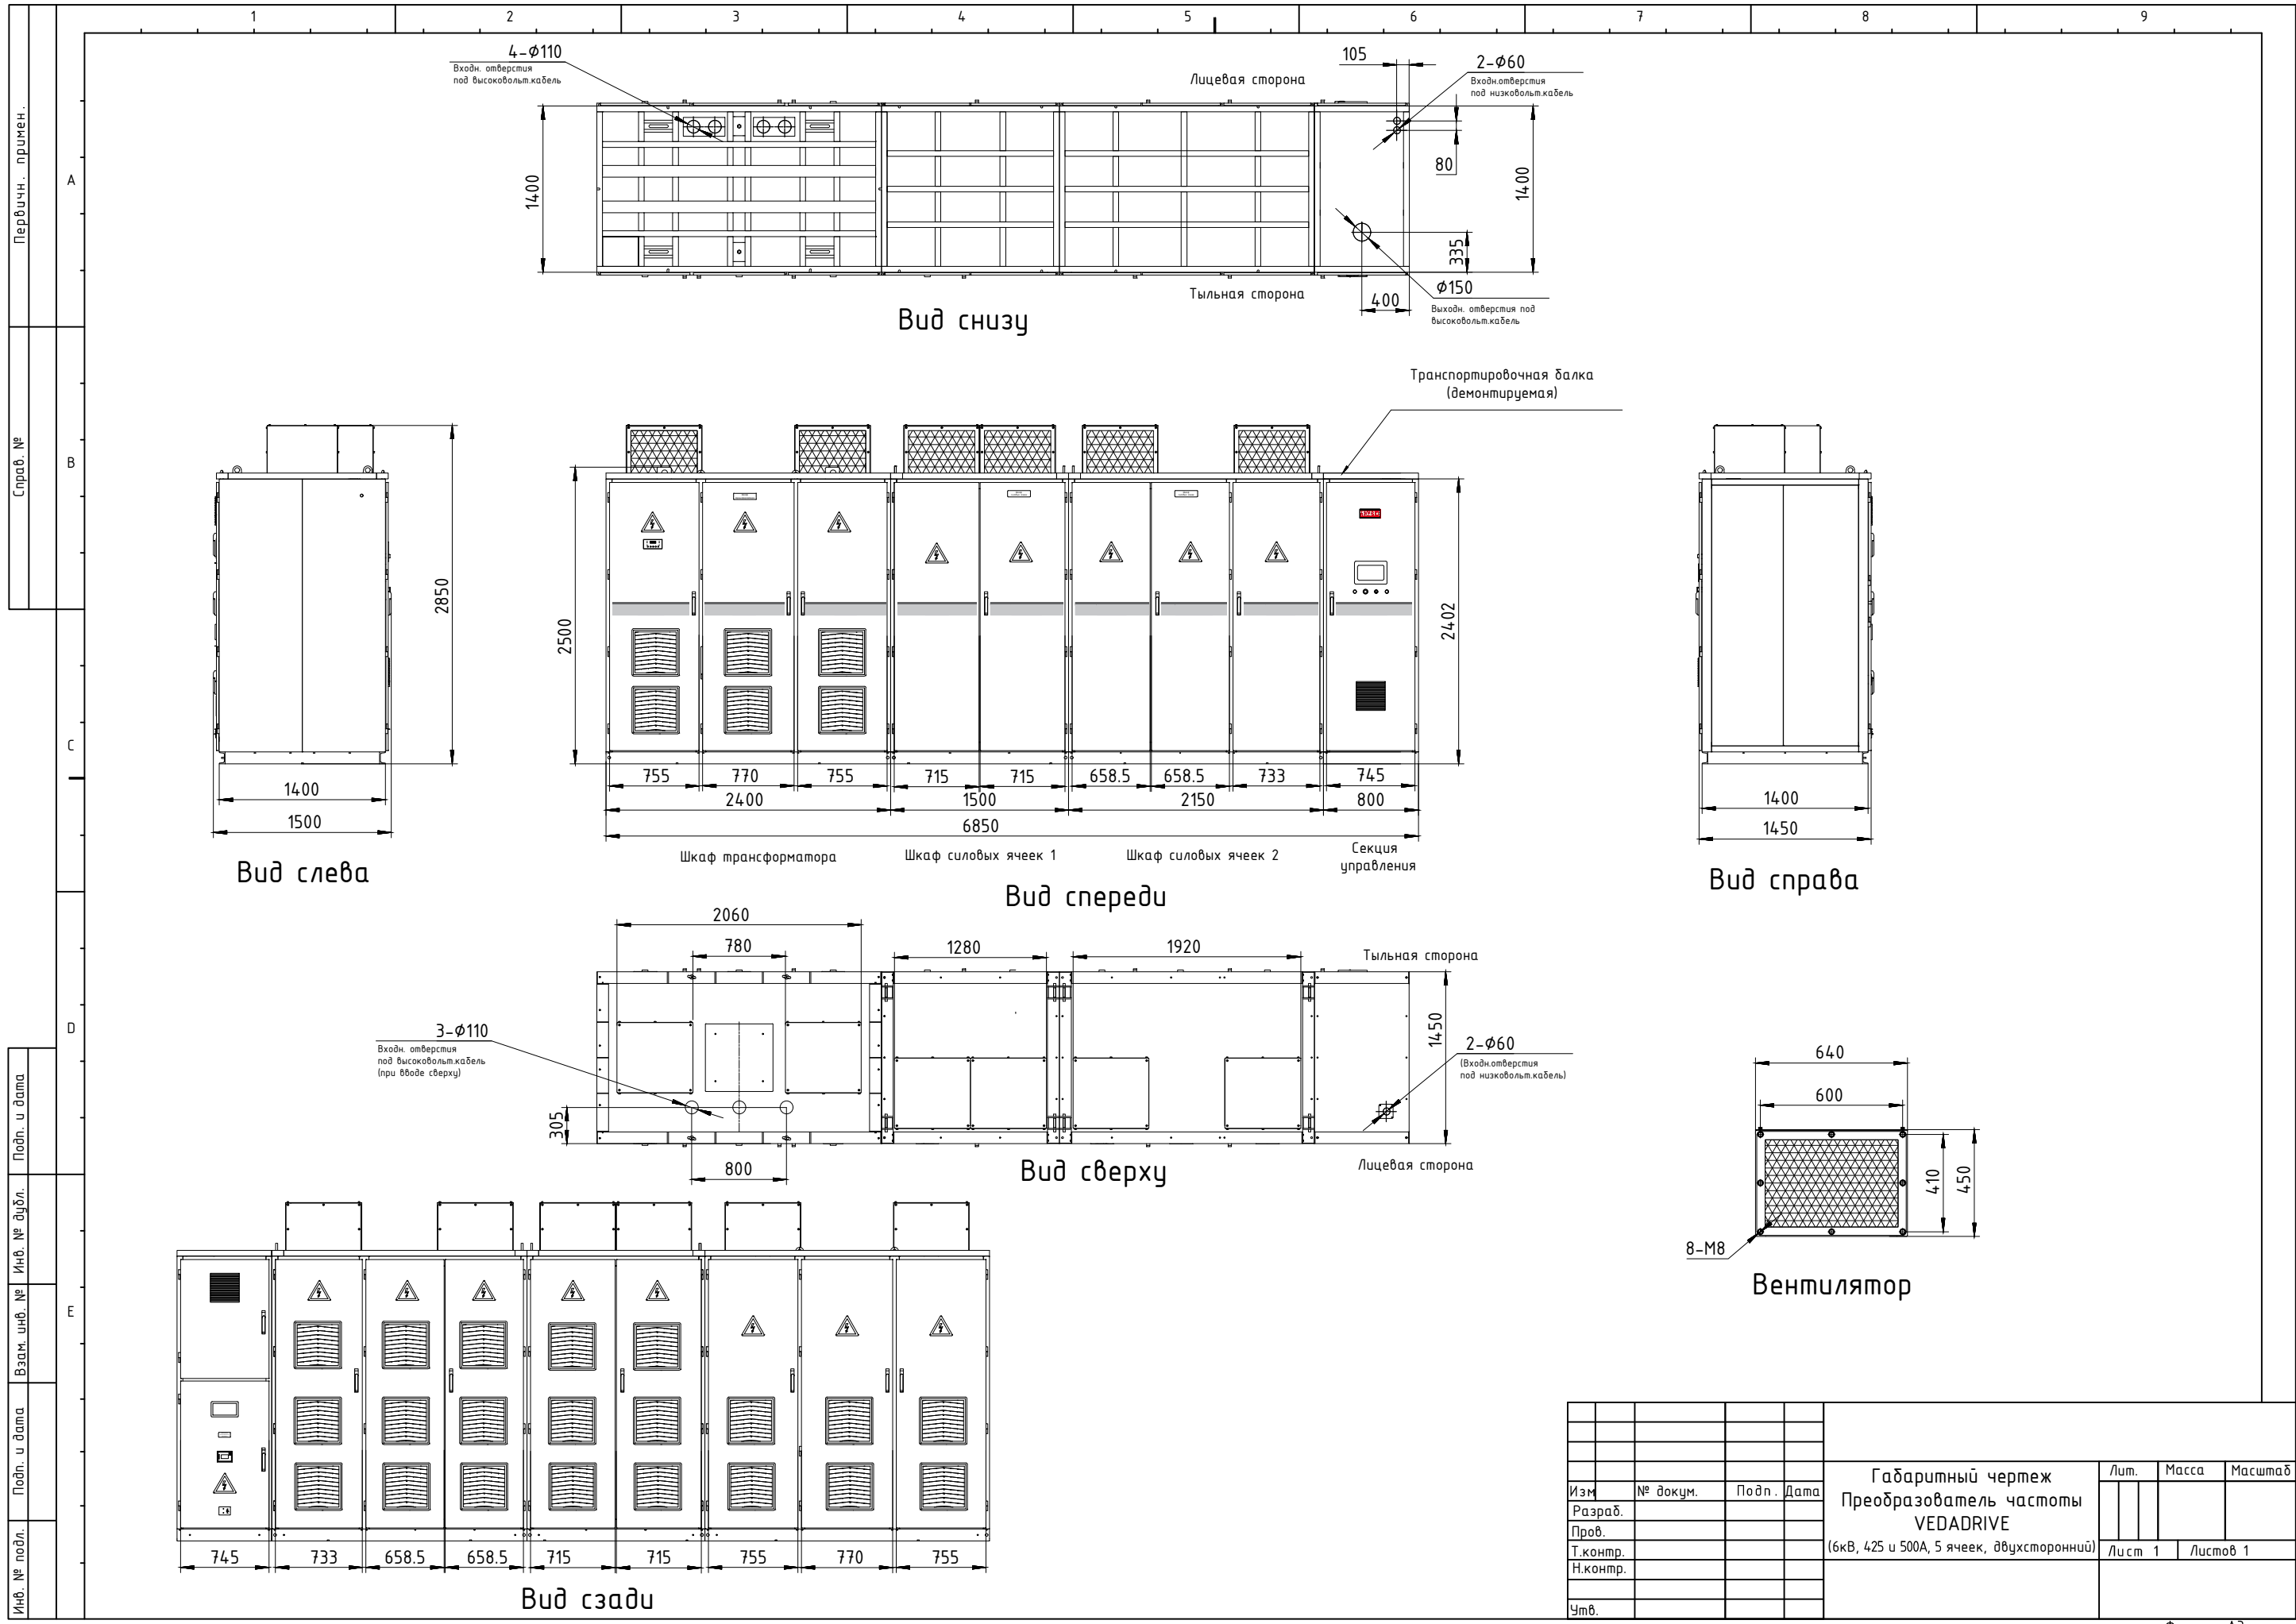 1 2 3 4 5 6 7 8 9
A
B
C
D
E
Первичн. примен.
Справ. №
Подп. и дата
Инв. № дубл.
Взам. инв. №
Подп. и дата
Инв. № подл.
4-Φ110
Входн. отверстия
под высоковольт.кабель
Лицевая сторона
105
2-Φ60
Входн.отверстия
под низковольт.кабель
1400
80
1400
335
Φ150
Выходн. отверстия под
высоковольт.кабель
400
Тыльная сторона
Вид снизу
Транспортировочная балка
(демонтируемая)
2850
1400
1500
Вид слева
2500
2402
755 770 755 715 715 658.5 658.5 733 745
2400 1500 2150 800
6850
Шкаф трансформатора
Шкаф силовых ячеек 1
Шкаф силовых ячеек 2
Секция
управления
Вид спереди
1400
1450
Вид справа
2060
780
1280
1920
Тыльная сторона
3-Φ110
Входн. отверстия
под высоковольт.кабель
(при вводе сверху)
305
800
1450
2-Φ60
(Входн.отверстия
под низковольт.кабель)
Лицевая сторона
Вид сверху
640
600
410
450
8-M8
Вентилятор
745 733 658.5 658.5 715 715 755 770 755
Вид сзади
Изм № докум. Подп. Дата
Разраб.
Пров.
Т.контр.
Н.контр.
Утв.
Габаритный чертеж
Преобразователь частоты
VEDADRIVE
(6кВ, 425 и 500А, 5 ячеек, двухсторонний)
Лит. Масса Масштаб
Лист 1 Листов 1